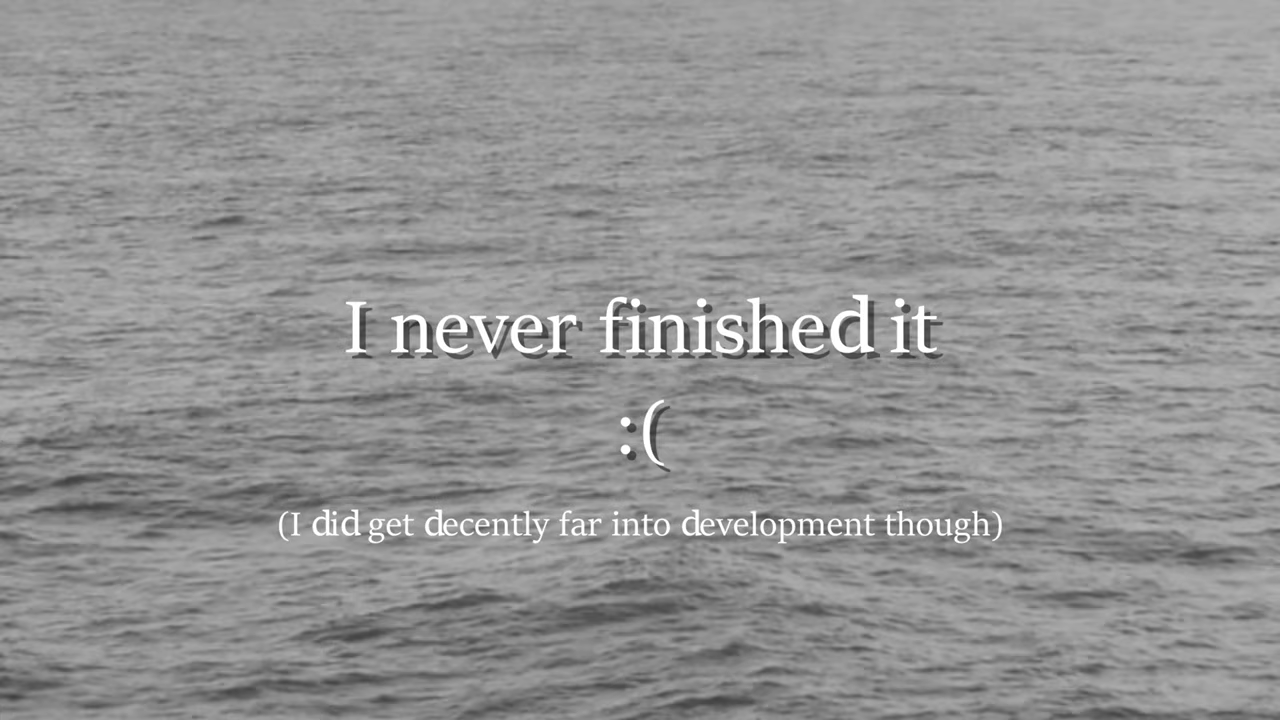 I never finished it
:(
(I did get decently far into development though)